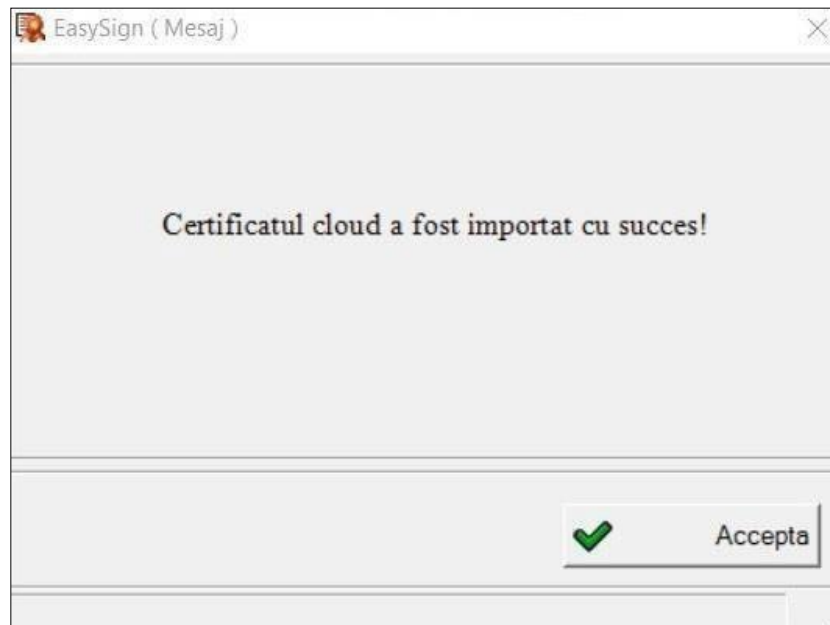 EasySign ( Mesaj )
Certificatul cloud a fost importat cu succes!
Accepta